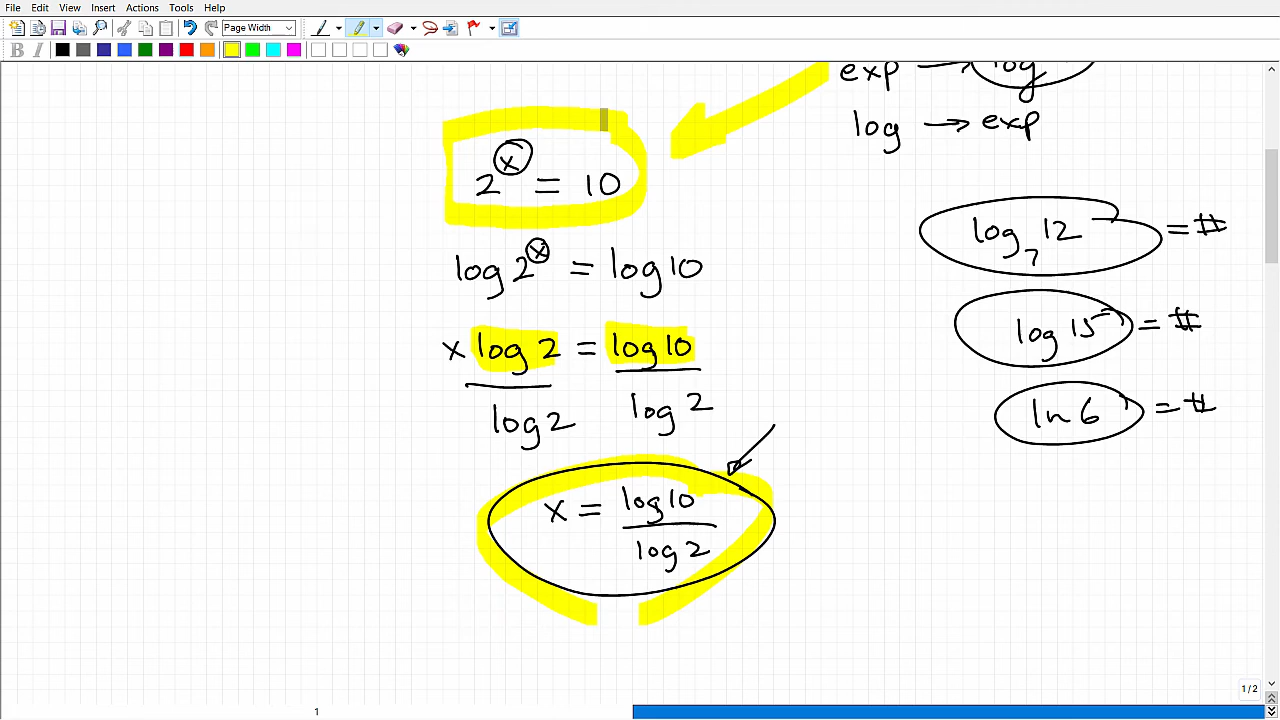 File Edit View Insert Actions Tools Help
Page Width
B I
exp → log
log → exp
2^x = 10
log 2^x = log 10
x log 2 = log 10
log 2 log 2
x = log 10
log 2
log_7 12 = #
log 15 = #
ln 6 = #
1/2
1